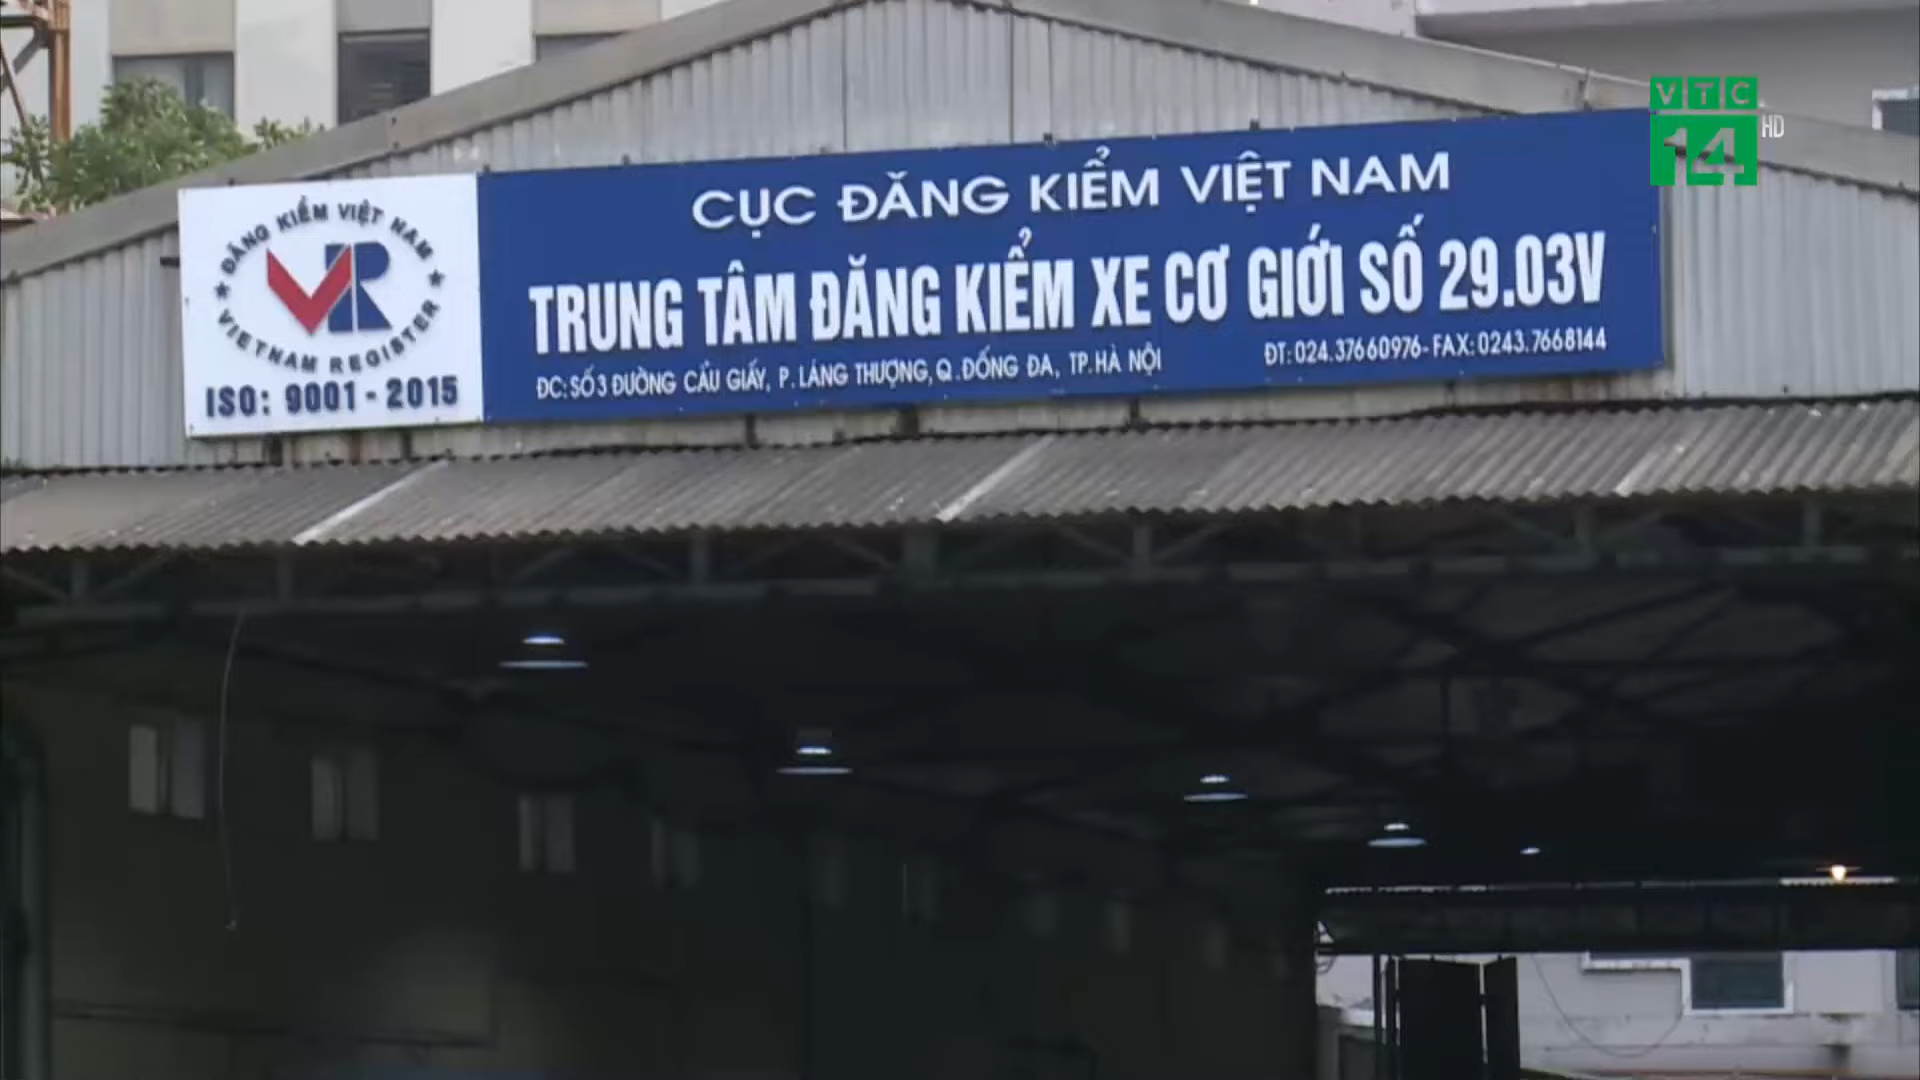 VTC
14 HD
ĐĂNG KIỂM VIỆT NAM
VR
★ VIETNAM REGISTER ★
ISO: 9001 - 2015
CỤC ĐĂNG KIỂM VIỆT NAM
TRUNG TÂM ĐĂNG KIỂM XE CƠ GIỚI SỐ 29.03V
ĐC: SỐ 3 ĐƯỜNG CẦU GIẤY, P. LÁNG THƯỢNG, Q. ĐỐNG ĐA, TP. HÀ NỘI
ĐT: 024.37660976 - FAX: 0243.7668144